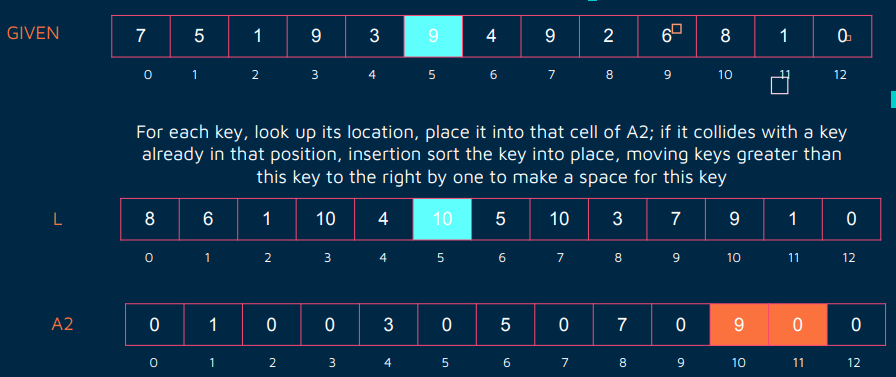 GIVEN 7 5 1 9 3 9 4 9 2 6 8 1 0
0 1 2 3 4 5 6 7 8 9 10 11 12
For each key, look up its location, place it into that cell of A2; if it collides with a key
already in that position, insertion sort the key into place, moving keys greater than
this key to the right by one to make a space for this key
L 8 6 1 10 4 10 5 10 3 7 9 1 0
0 1 2 3 4 5 6 7 8 9 10 11 12
A2 0 1 0 0 3 0 5 0 7 0 9 0 0
0 1 2 3 4 5 6 7 8 9 10 11 12